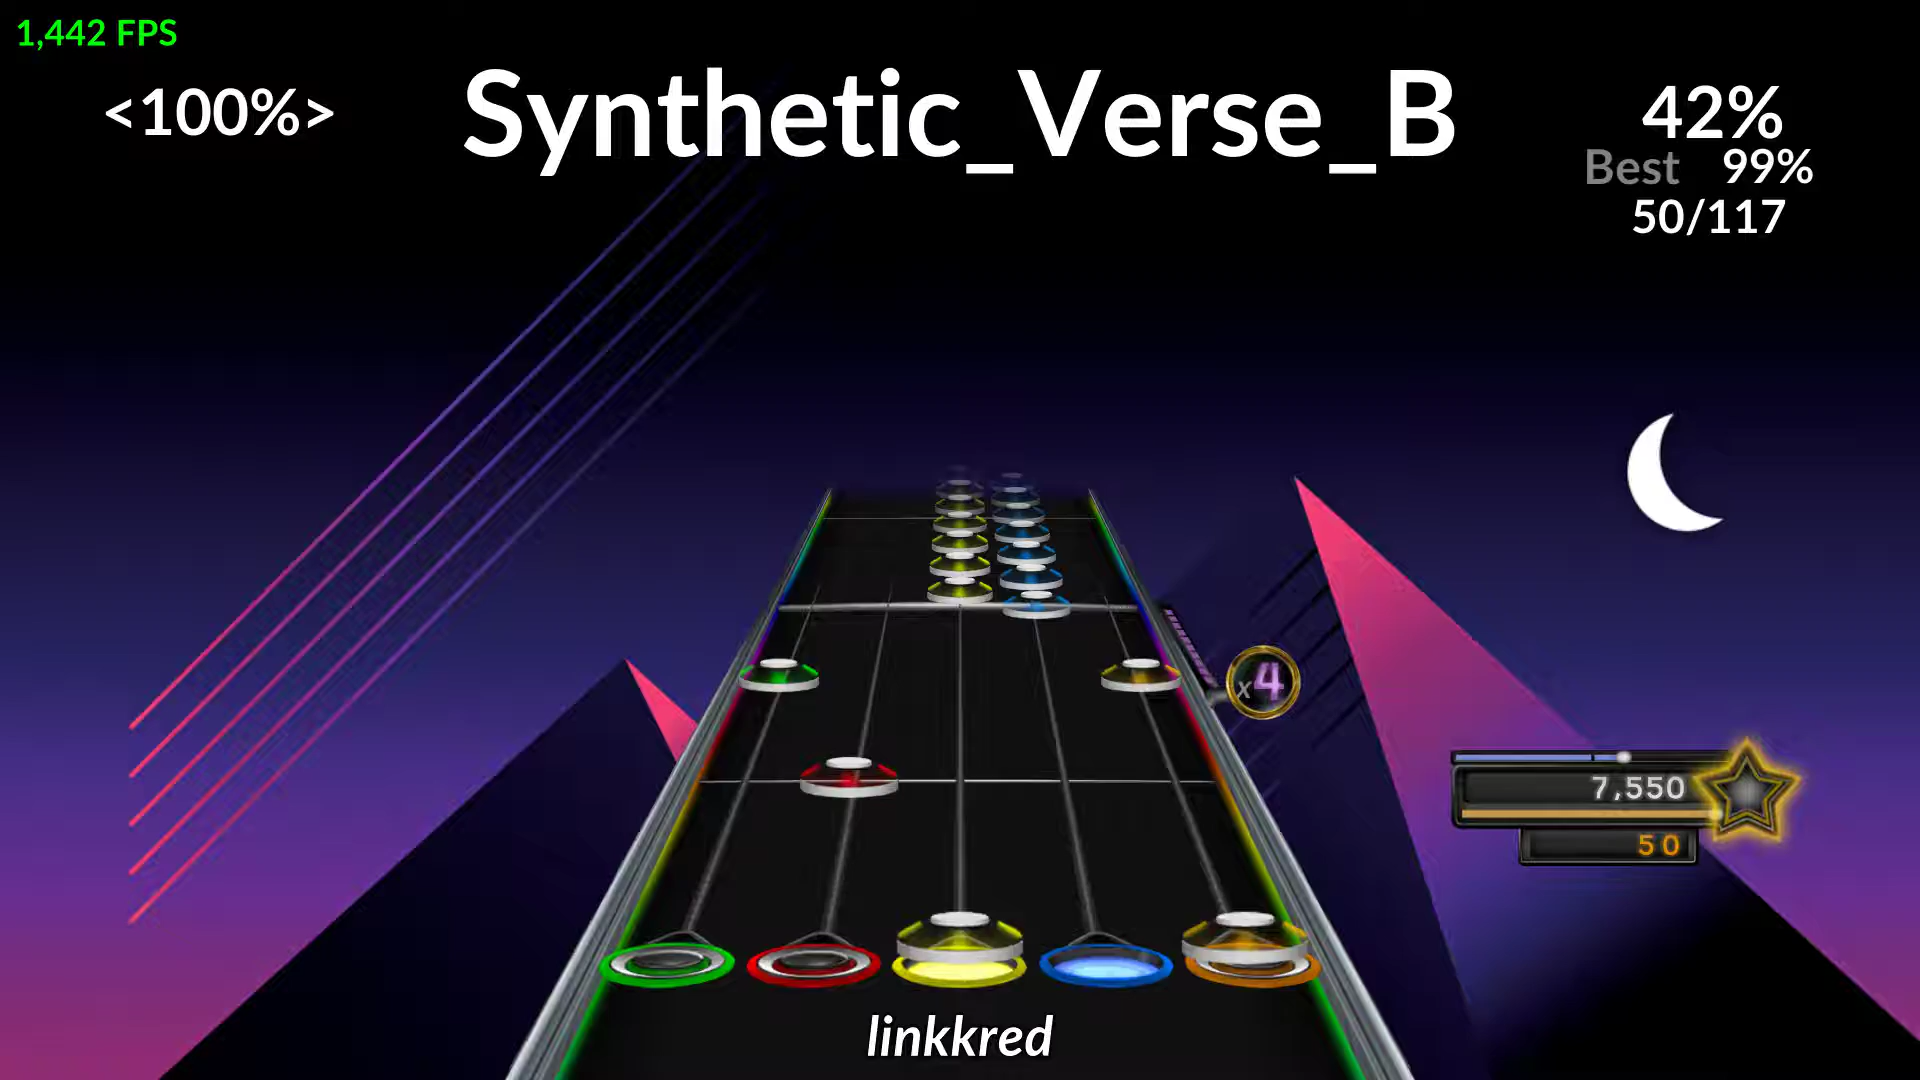 1,442 FPS
<100%>
Synthetic_Verse_B
42%
Best 99%
50/117
x4
7,550
50
linkkred